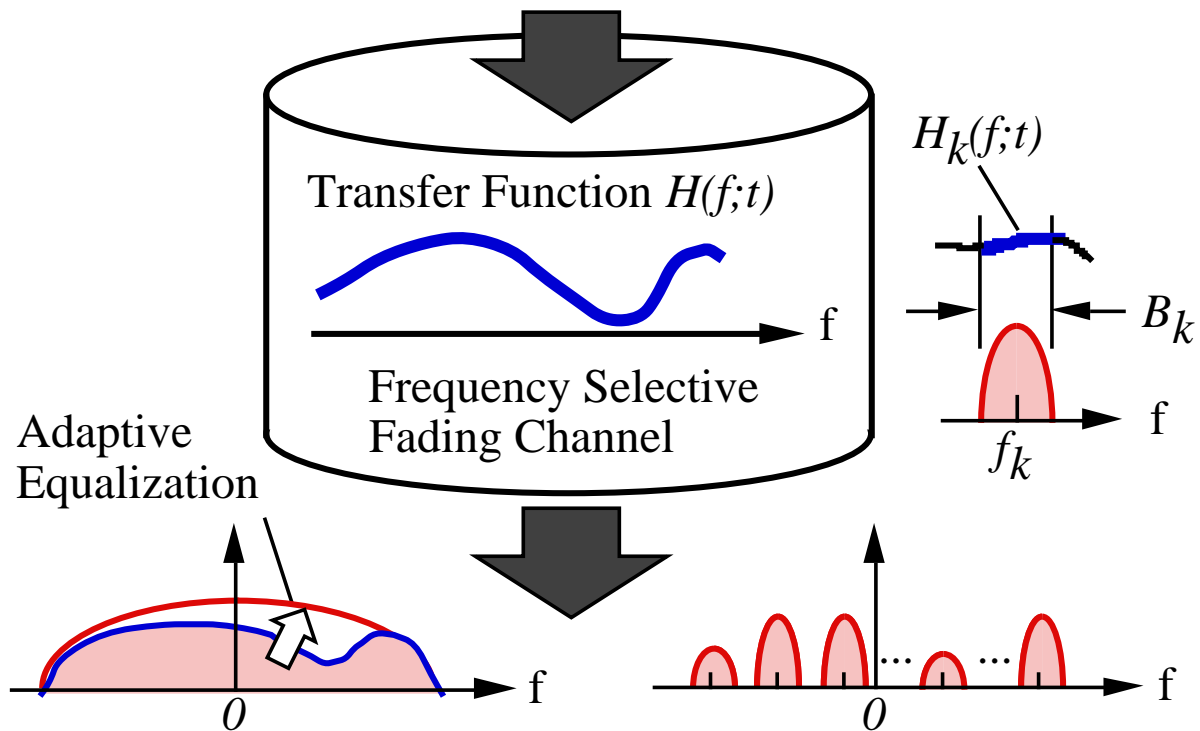 H_k(f;t)
Transfer Function H(f;t)
f
B_k
Frequency Selective
Fading Channel
f
f_k
Adaptive
Equalization
... ...
f
f
0
0